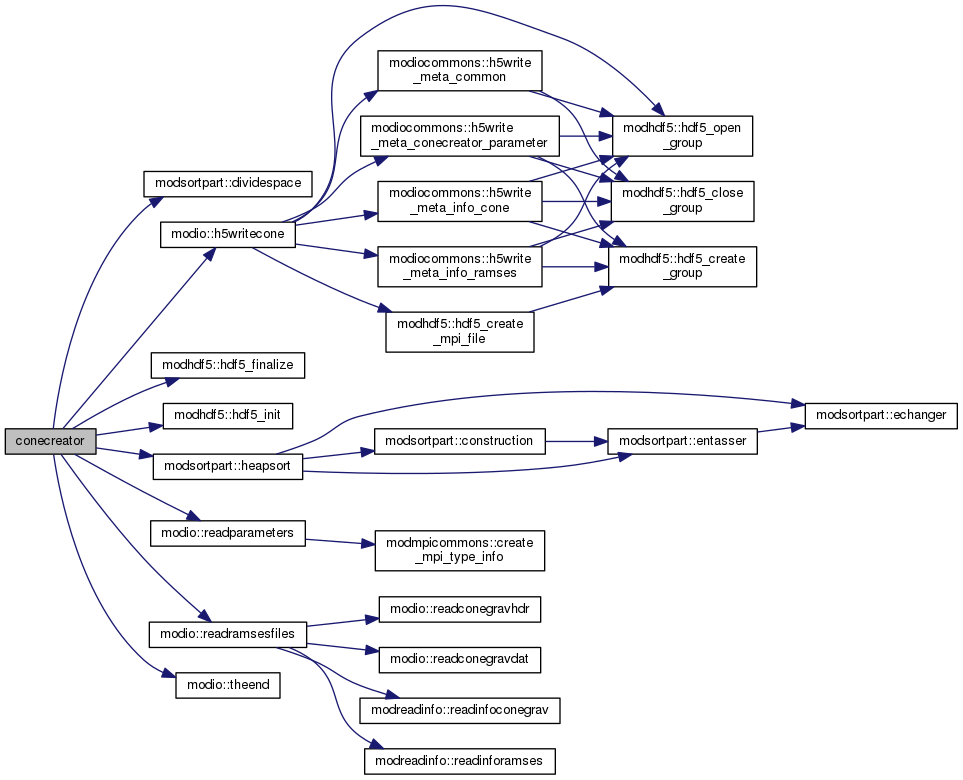 modiocommons::h5write
_meta_common
modiocommons::h5write
_meta_conecreator_parameter
modhdf5::hdf5_open
_group
modsortpart::dividespace
modiocommons::h5write
_meta_info_cone
modhdf5::hdf5_close
_group
modio::h5writecone
modiocommons::h5write
_meta_info_ramses
modhdf5::hdf5_create
_group
modhdf5::hdf5_create
_mpi_file
modhdf5::hdf5_finalize
modhdf5::hdf5_init
modsortpart::echanger
conecreator
modsortpart::construction
modsortpart::entasser
modsortpart::heapsort
modio::readparameters
modmpicommons::create
_mpi_type_info
modio::readconegravhdr
modio::readramsesfiles
modio::readconegravdat
modio::theend
modreadinfo::readinfoconegrav
modreadinfo::readinforamses